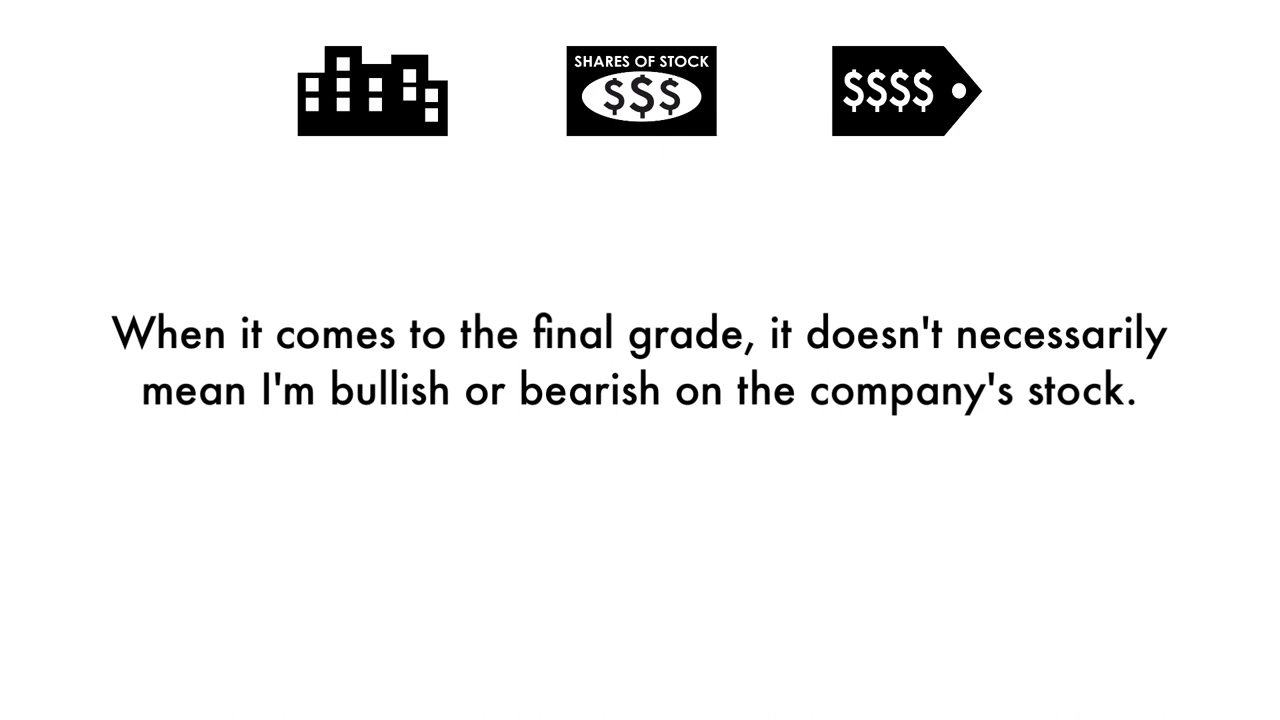 SHARES OF STOCK
$$$
$$$$
When it comes to the final grade, it doesn't necessarily
mean I'm bullish or bearish on the company's stock.